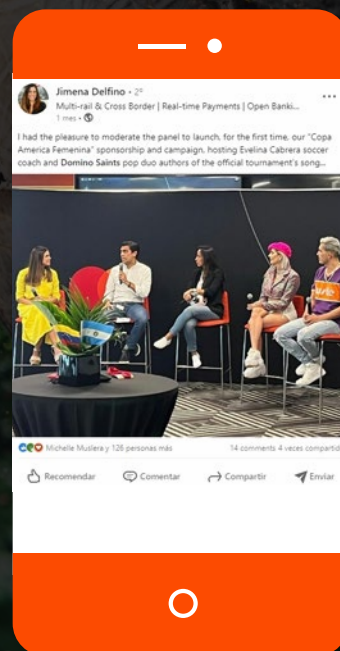 Jimena Delfino • 2º
Multi-rail & Cross Border | Real-time Payments | Open Banki...
1 mes •
I had the pleasure to moderate the panel to launch, for the first time, our "Copa
America Femenina" sponsorship and campaign, hosting Evelina Cabrera soccer
coach and Domino Saints pop duo authors of the official tournament's song...
Michelle Muslera y 126 personas más 14 comments 4 veces compartid
Recomendar Comentar Compartir Enviar